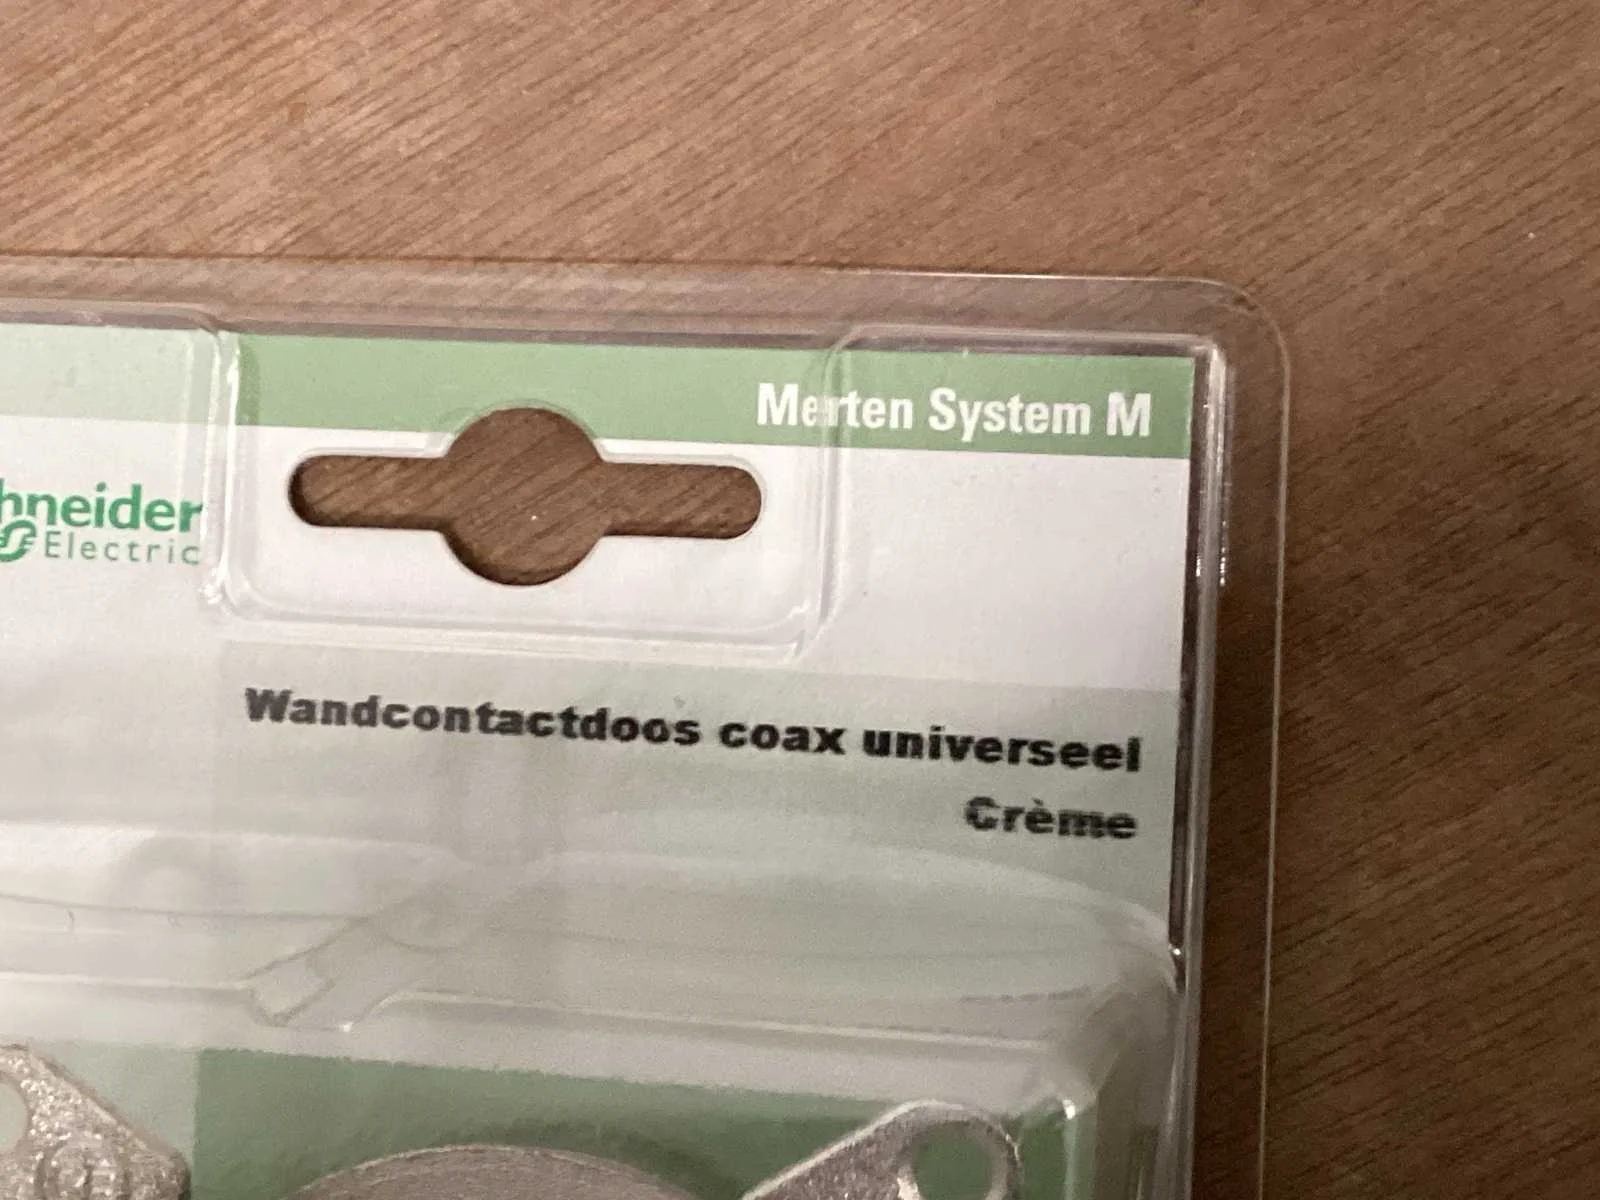 Merten System M
hneider
Electric
Wandcontactdoos coax universeel
Crème